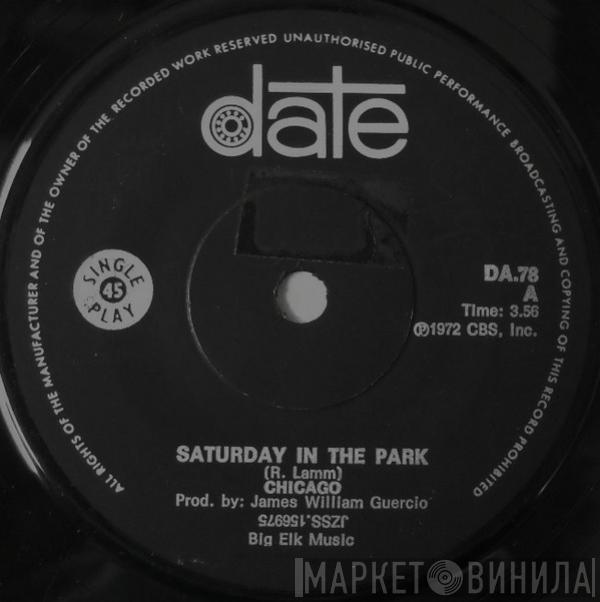 ALL RIGHTS OF THE MANUFACTURER AND OF THE OWNER OF THE RECORDED WORK RESERVED UNAUTHORISED PUBLIC PERFORMANCE BROADCASTING AND COPYING OF THIS RECORD PROHIBITED
date
SINGLE
45
PLAY
DA.78
A
Time: 3.56
℗1972 CBS, Inc.
SATURDAY IN THE PARK
(R. Lamm)
CHICAGO
Prod. by: James William Guercio
JZSS.156975
Big Elk Music
МАРКЕТ ВИНИЛА